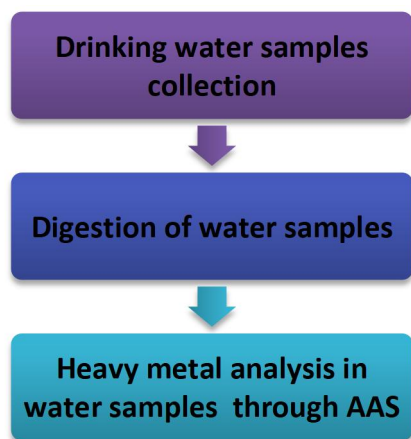 Drinking water samples
collection
Digestion of water samples
Heavy metal analysis in
water samples through AAS